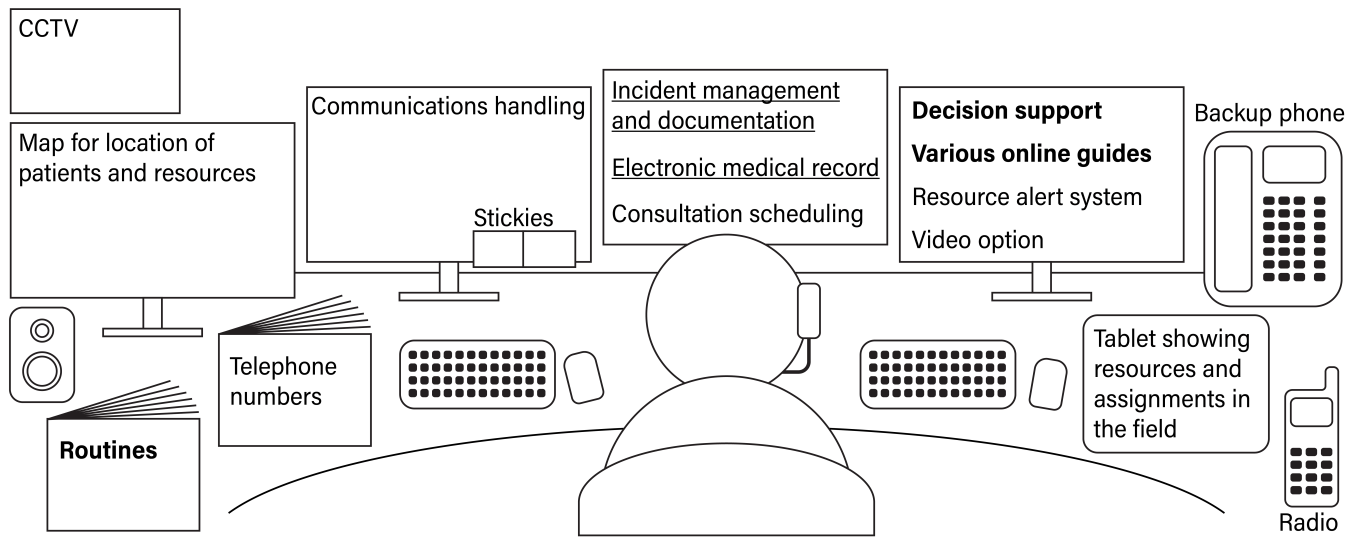 CCTV
Map for location of
patients and resources
Communications handling
Stickies
Incident management
and documentation
Electronic medical record
Consultation scheduling
Decision support
Various online guides
Resource alert system
Video option
Backup phone
Telephone
numbers
Routines
Tablet showing
resources and
assignments in
the field
Radio